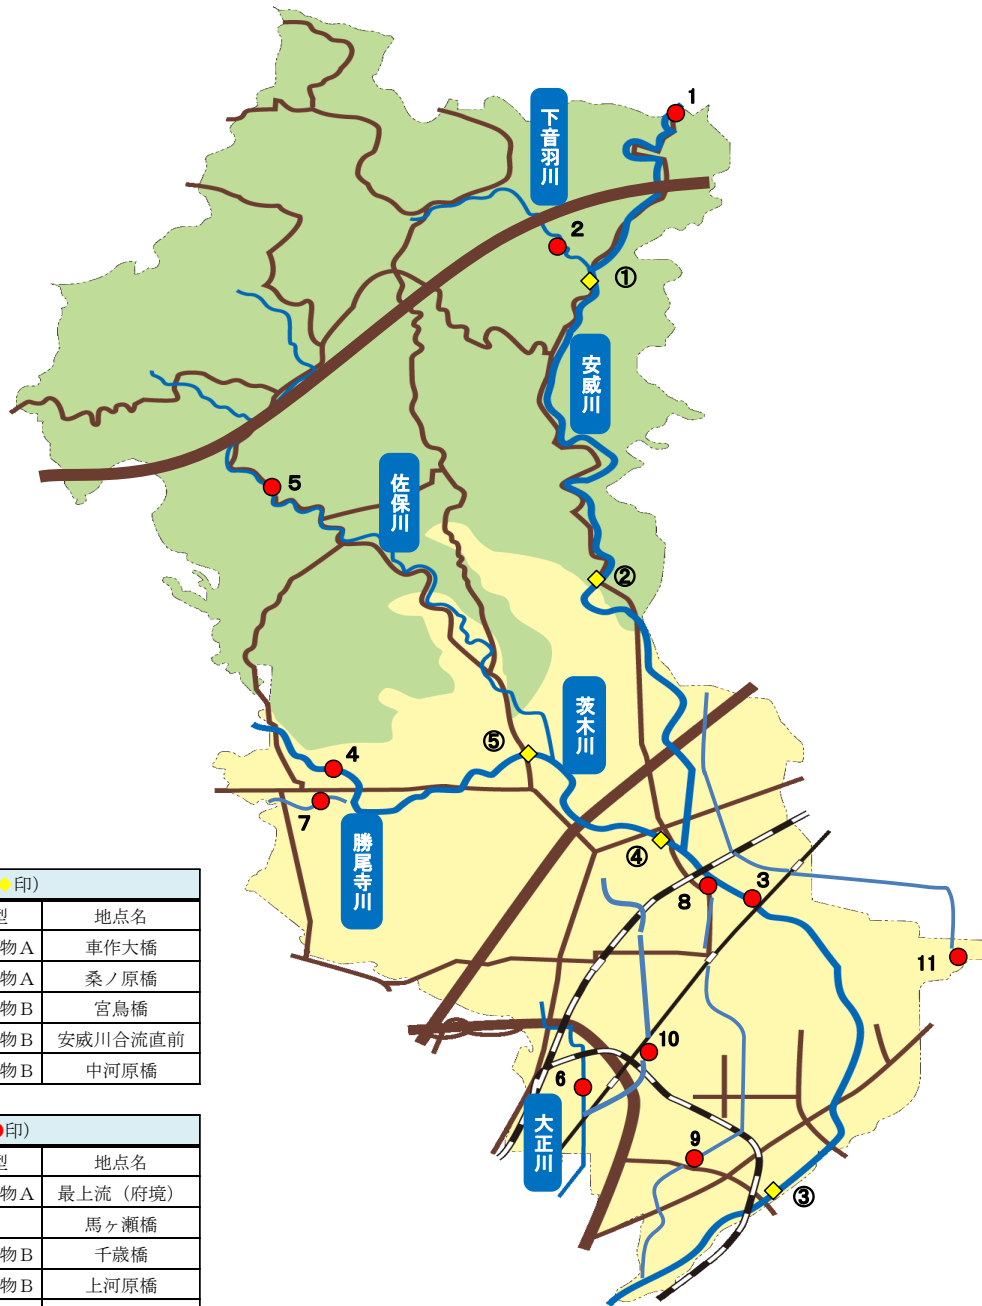 1
下音羽川
2
①
安威川
5
佐保川
②
茨木川
⑤
4
7
勝尾寺川
④
8
3
11
10
6
大正川
9
③
◆印）
型
地点名
物Ａ
車作大橋
物Ａ
桑ノ原橋
物Ｂ
宮鳥橋
物Ｂ
安威川合流直前
物Ｂ
中河原橋
●印）
型
地点名
物Ａ
最上流（府境）
馬ヶ瀬橋
物Ｂ
千歳橋
物Ｂ
上河原橋